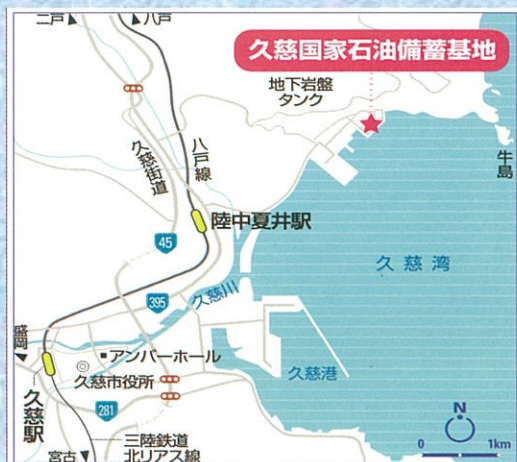 二戸
八戸
久慈国家石油備蓄基地
地下岩盤
タンク
久慈街道
八戸線
牛島
陸中夏井駅
45
久慈湾
395
久慈川
盛岡
アンバーホール
久慈市役所
久慈港
久慈駅
281
N
三陸鉄道
北リアス線
宮古
0 1km